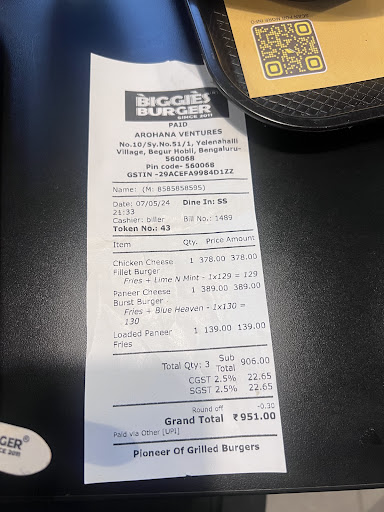 BIGGIES
BURGER
SINCE 2011
PAID
AROHANA VENTURES
No.10/Sy.No.51/1, Yelenahalli
Village, Begur Hobli, Bengaluru-
560068
Pin code- 560068
GSTIN -29ACEFA9984D1ZZ
Name: (M: 8585858595)
Date: 07/05/24 Dine In: SS
21:33
Cashier: biller Bill No.: 1489
Token No.: 43
Item Qty. Price Amount
Chicken Cheese 1 378.00 378.00
Fillet Burger
Fries + Lime N Mint - 1x129 = 129
Paneer Cheese 1 389.00 389.00
Burst Burger
Fries + Blue Heaven - 1x130 =
130
Loaded Paneer 1 139.00 139.00
Fries
Total Qty: 3 Sub Total 906.00
CGST 2.5% 22.65
SGST 2.5% 22.65
Round off -0.30
Grand Total ₹951.00
Paid via Other [UPI]
Pioneer Of Grilled Burgers
GER®
CE 2011